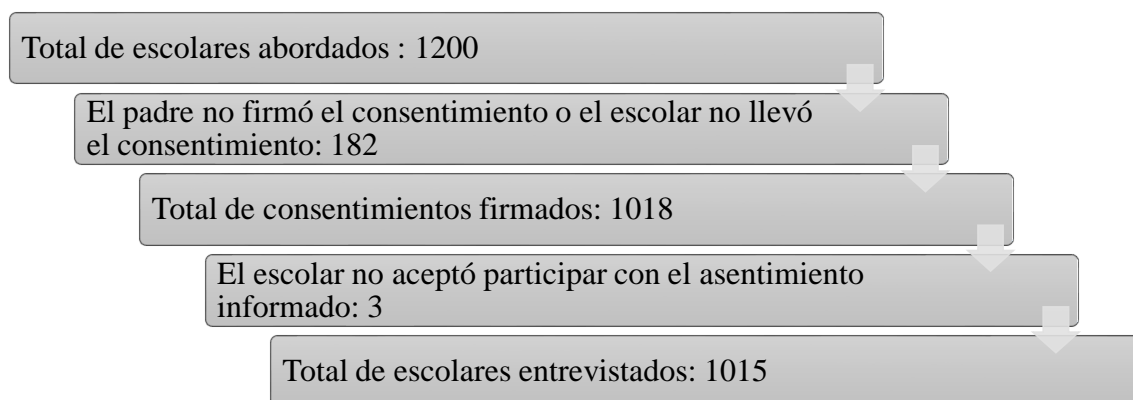 Total de escolares abordados : 1200
El padre no firmó el consentimiento o el escolar no llevó
el consentimiento: 182
Total de consentimientos firmados: 1018
El escolar no aceptó participar con el asentimiento
informado: 3
Total de escolares entrevistados: 1015